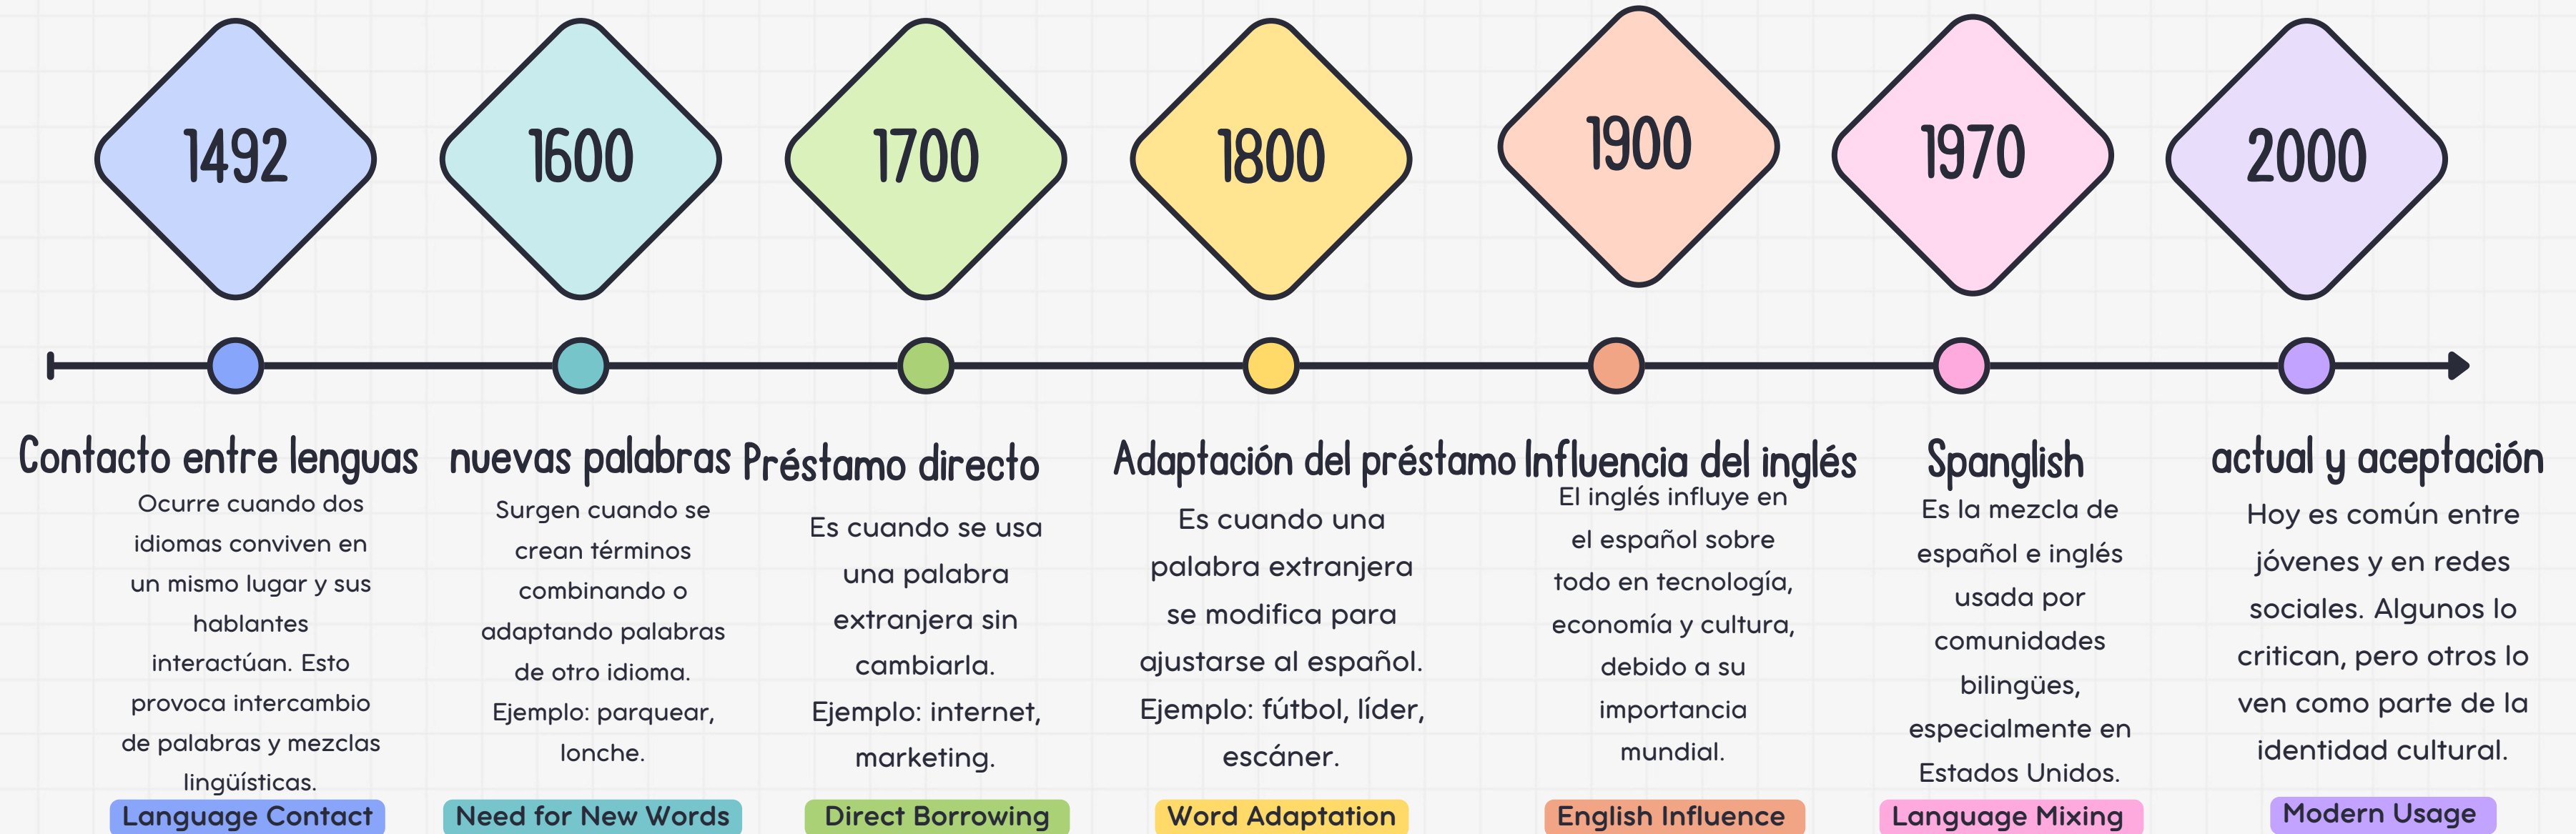 1492
1600
1700
1800
1900
1970
2000
Contacto entre lenguas
Ocurre cuando dos
idiomas conviven en
un mismo lugar y sus
hablantes
interactúan. Esto
provoca intercambio
de palabras y mezclas
lingüísticas.
Language Contact
nuevas palabras
Surgen cuando se
crean términos
combinando o
adaptando palabras
de otro idioma.
Ejemplo: parquear,
lonche.
Need for New Words
Préstamo directo
Es cuando se usa
una palabra
extranjera sin
cambiarla.
Ejemplo: internet,
marketing.
Direct Borrowing
Adaptación del préstamo
Es cuando una
palabra extranjera
se modifica para
ajustarse al español.
Ejemplo: fútbol, líder,
escáner.
Word Adaptation
Influencia del inglés
El inglés influye en
el español sobre
todo en tecnología,
economía y cultura,
debido a su
importancia
mundial.
English Influence
Spanglish
Es la mezcla de
español e inglés
usada por
comunidades
bilingües,
especialmente en
Estados Unidos.
Language Mixing
actual y aceptación
Hoy es común entre
jóvenes y en redes
sociales. Algunos lo
critican, pero otros lo
ven como parte de la
identidad cultural.
Modern Usage